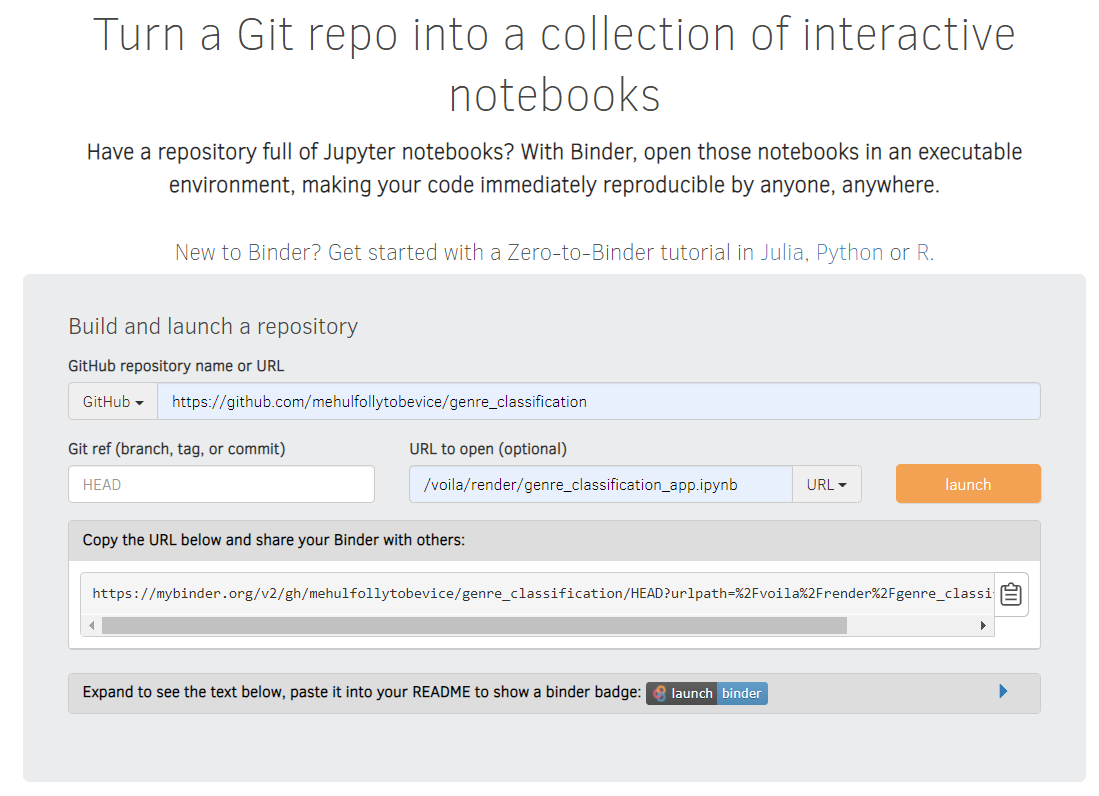 Turn a Git repo into a collection of interactive
notebooks
Have a repository full of Jupyter notebooks? With Binder, open those notebooks in an executable
environment, making your code immediately reproducible by anyone, anywhere.
New to Binder? Get started with a Zero-to-Binder tutorial in Julia, Python or R.
Build and launch a repository
GitHub repository name or URL
GitHub https://github.com/mehulfollytobevice/genre_classification
Git ref (branch, tag, or commit) URL to open (optional)
HEAD /voila/render/genre_classification_app.ipynb URL launch
Copy the URL below and share your Binder with others:
https://mybinder.org/v2/gh/mehulfollytobevice/genre_classification/HEAD?urlpath=%2Fvoila%2Frender%2Fgenre_classi
Expand to see the text below, paste it into your README to show a binder badge: launch binder